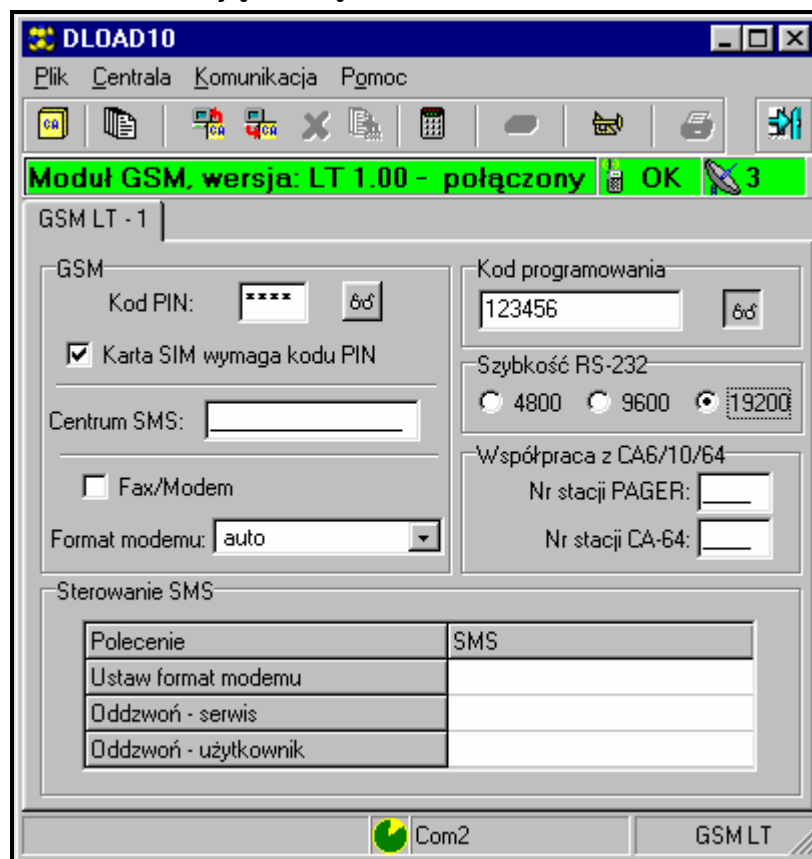 DLOAD10
Plik Centrala Komunikacja Pomoc
CA CA CA
Moduł GSM, wersja: LT 1.00 - połączony OK 3
GSM LT - 1
GSM
Kod PIN: ****
Karta SIM wymaga kodu PIN
Centrum SMS:
Fax/Modem
Format modemu: auto
Kod programowania
123456
Szybkość RS-232
4800 9600 19200
Współpraca z CA6/10/64
Nr stacji PAGER:
Nr stacji CA-64:
Sterowanie SMS
Polecenie SMS
Ustaw format modemu
Oddzwoń - serwis
Oddzwoń - użytkownik
Com2 GSM LT